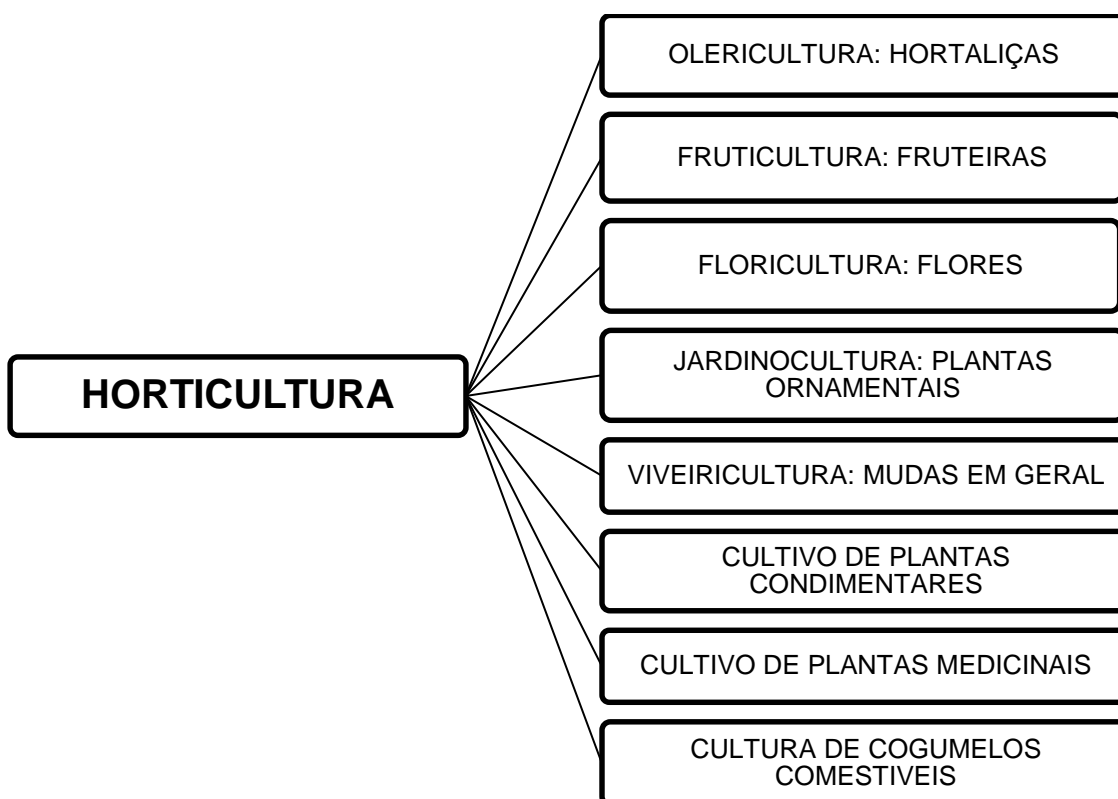 OLERICULTURA: HORTALIÇAS
FRUTICULTURA: FRUTEIRAS
FLORICULTURA: FLORES
JARDINOCULTURA: PLANTAS
ORNAMENTAIS
HORTICULTURA
VIVEIRICULTURA: MUDAS EM GERAL
CULTIVO DE PLANTAS
CONDIMENTARES
CULTIVO DE PLANTAS MEDICINAIS
CULTURA DE COGUMELOS
COMESTIVEIS